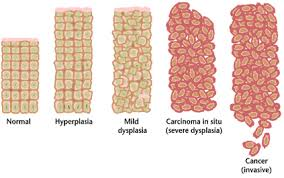 Normal
Hyperplasia
Mild
dysplasia
Carcinoma in situ
(severe dysplasia)
Cancer
(invasive)